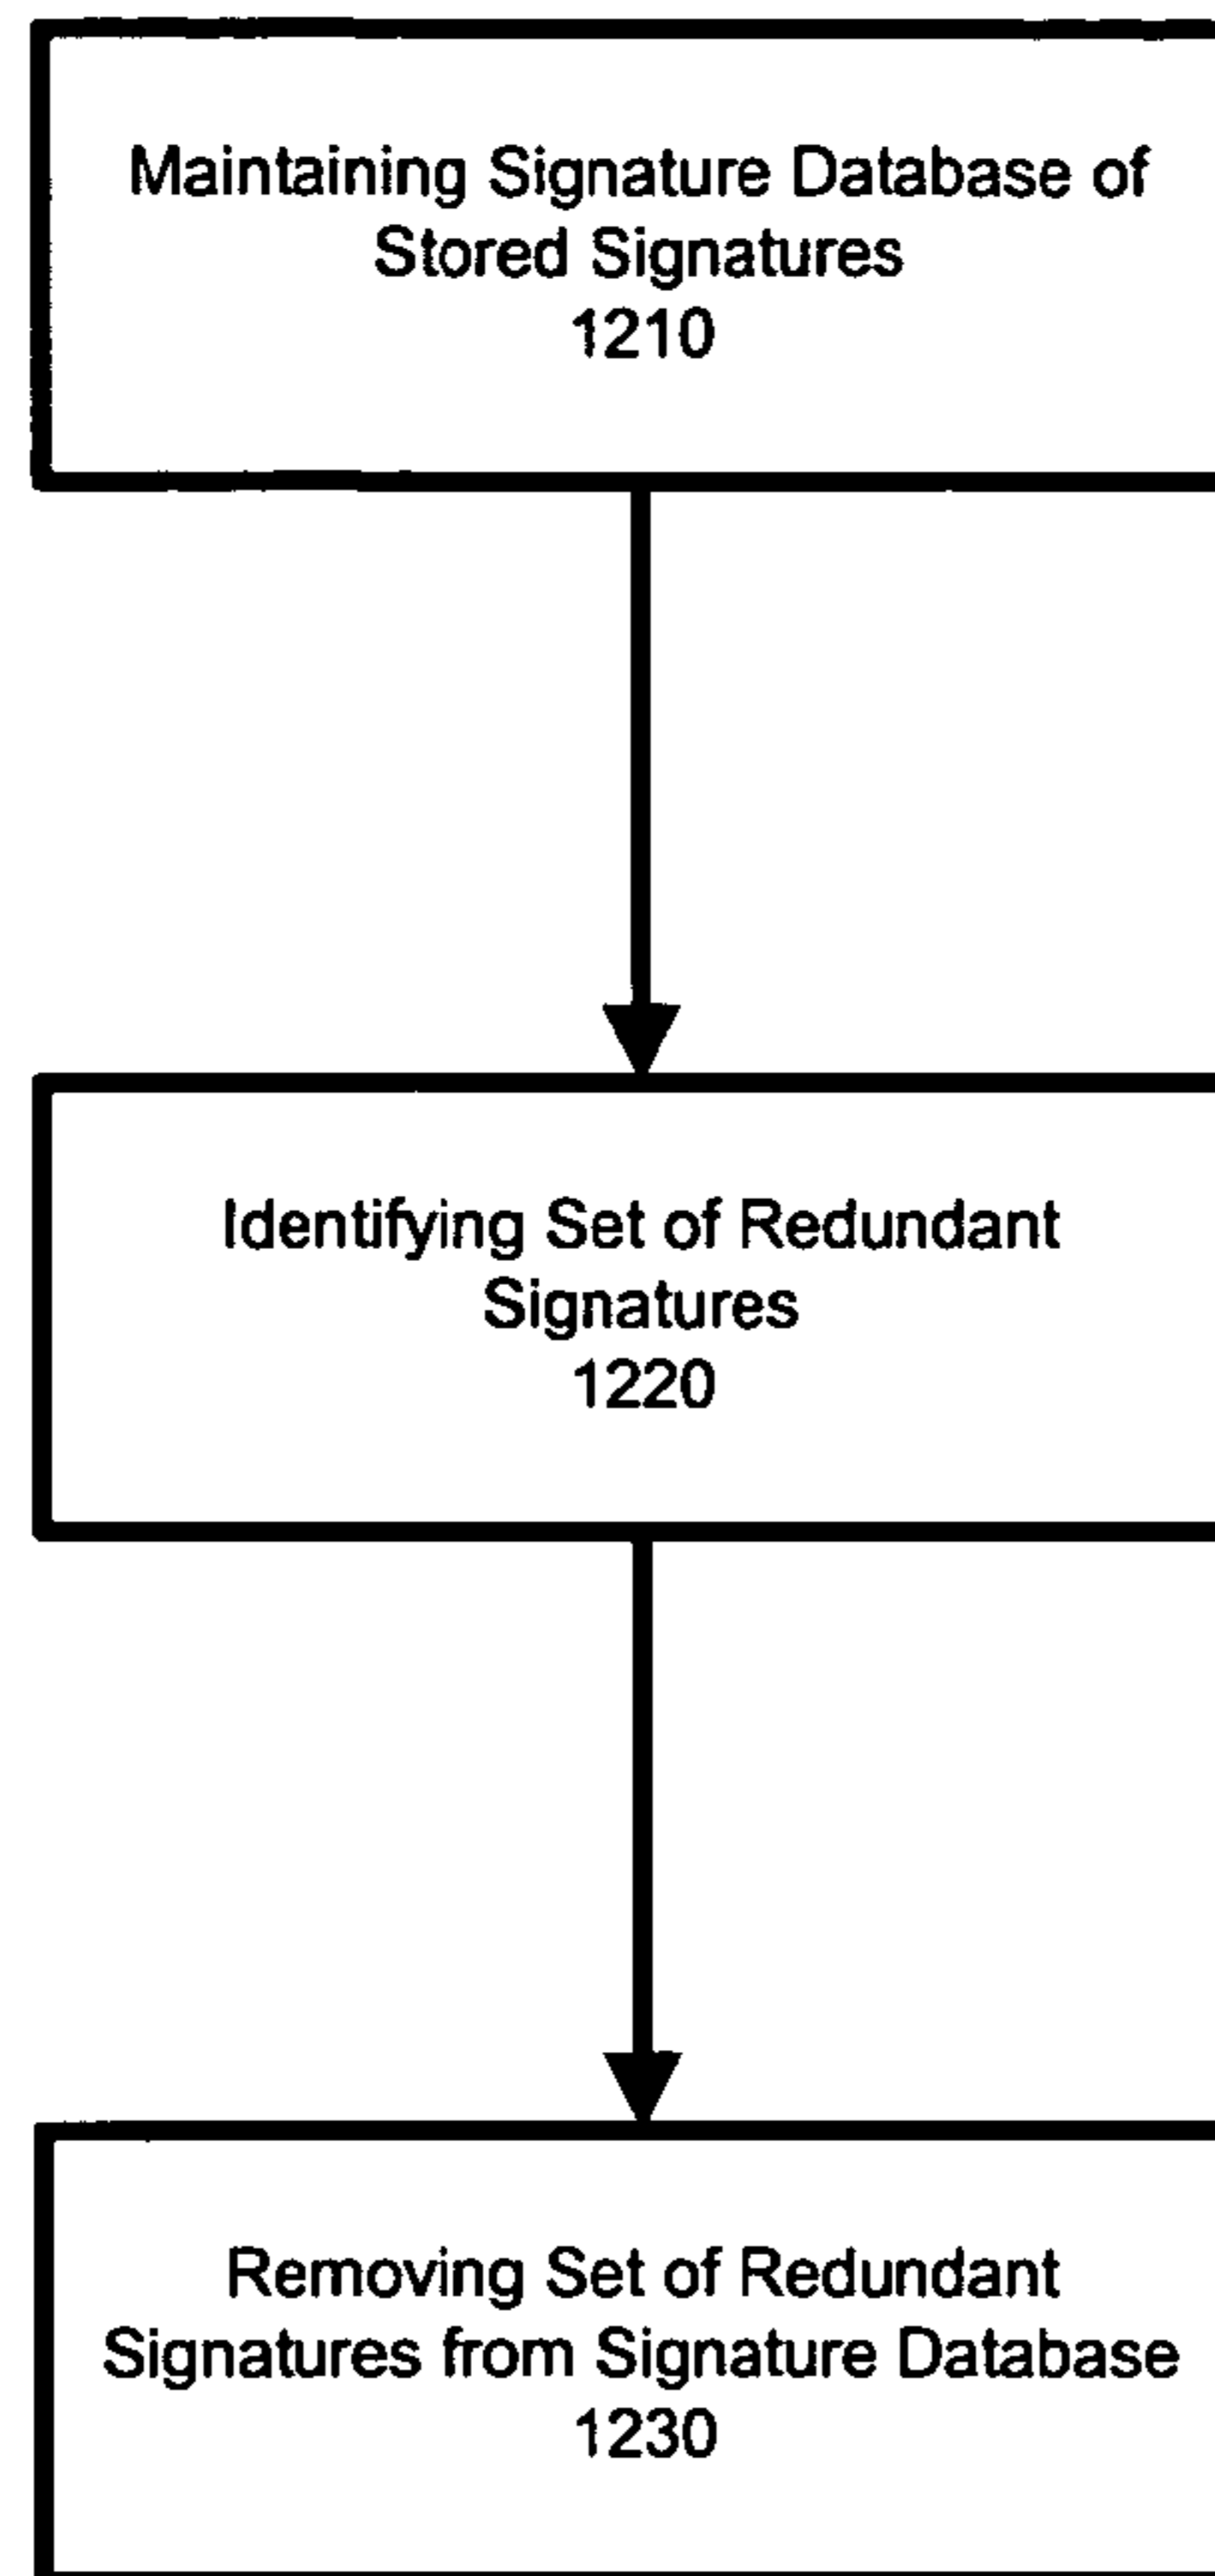 Maintaining Signature Database of
Stored Signatures
1210
Identifying Set of Redundant
Signatures
1220
Removing Set of Redundant
Signatures from Signature Database
1230